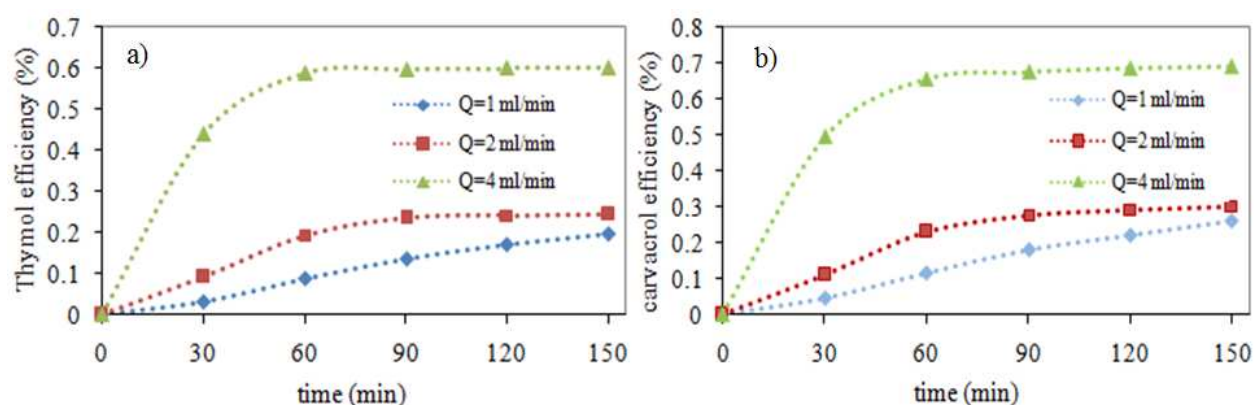 a)
Thymol efficiency (%)
0.7
0.6
0.5
0.4
0.3
0.2
0.1
0
Q=1 ml/min
Q=2 ml/min
Q=4 ml/min
0 30 60 90 120 150
time (min)
b)
carvacrol efficiency (%)
0.8
0.7
0.6
0.5
0.4
0.3
0.2
0.1
0
Q=1 ml/min
Q=2 ml/min
Q=4 ml/min
0 30 60 90 120 150
time (min)